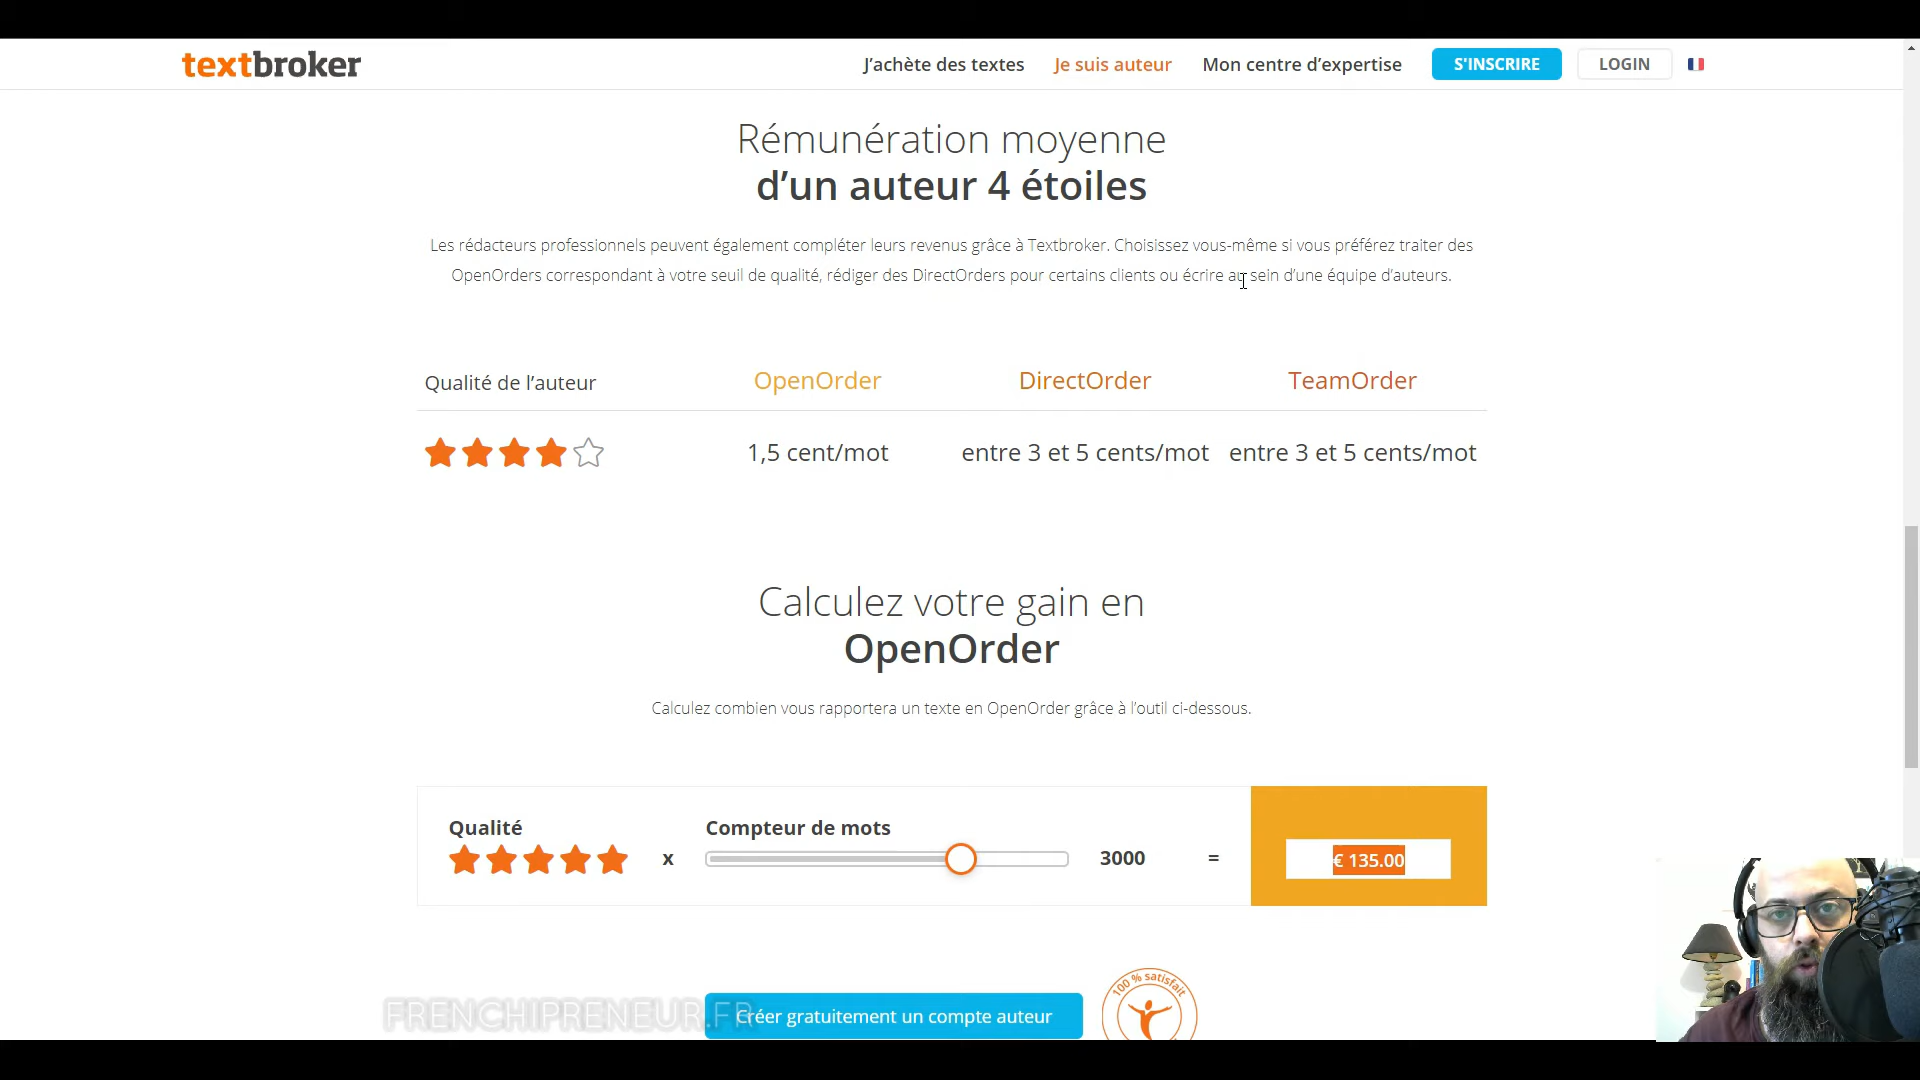 textbroker
J'achète des textes
Je suis auteur
Mon centre d'expertise
S'INSCRIRE
LOGIN
Rémunération moyenne
d'un auteur 4 étoiles
Les rédacteurs professionnels peuvent également compléter leurs revenus grâce à Textbroker. Choisissez vous-même si vous préférez traiter des
OpenOrders correspondant à votre seuil de qualité, rédiger des DirectOrders pour certains clients ou écrire au sein d'une équipe d'auteurs.
Qualité de l'auteur
OpenOrder
DirectOrder
TeamOrder
1,5 cent/mot
entre 3 et 5 cents/mot
entre 3 et 5 cents/mot
Calculez votre gain en
OpenOrder
Calculez combien vous rapportera un texte en OpenOrder grâce à l'outil ci-dessous.
Qualité
x
Compteur de mots
3000
=
€ 135.00
FRENCHIPRENEUR.FR
Créer gratuitement un compte auteur
100 % satisfait